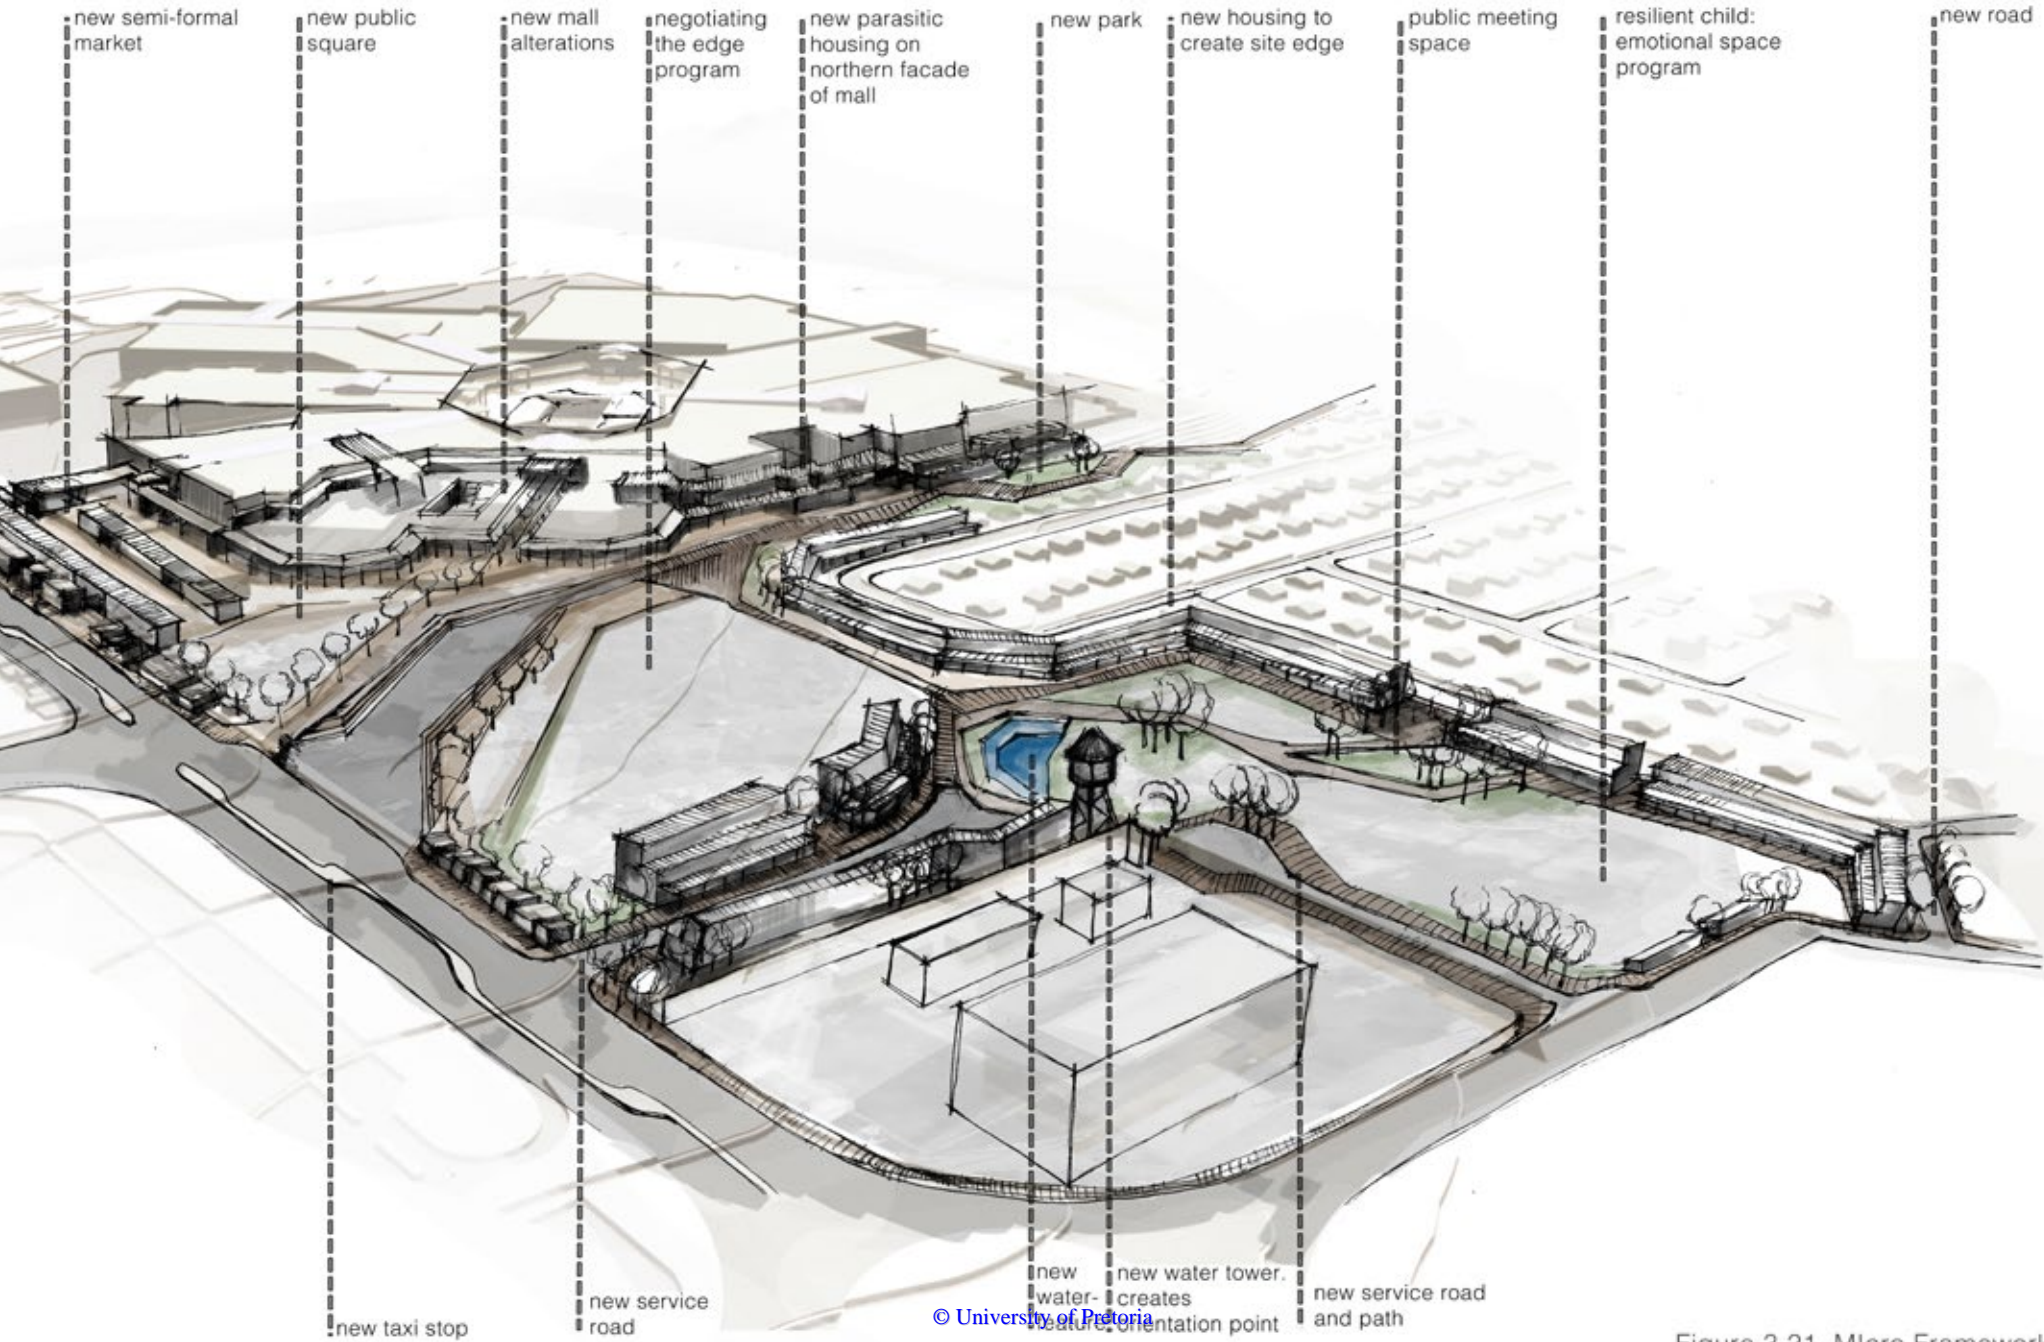 new semi-formal
market
new public
square
new mall
alterations
negotiating
the edge
program
new parasitic
housing on
northern facade
of mall
new park
new housing to
create site edge
public meeting
space
resilient child:
emotional space
program
new road
new taxi stop
new service
road
new
water-
feature
new water tower.
creates
orientation point
new service road
and path
© University of Pretoria